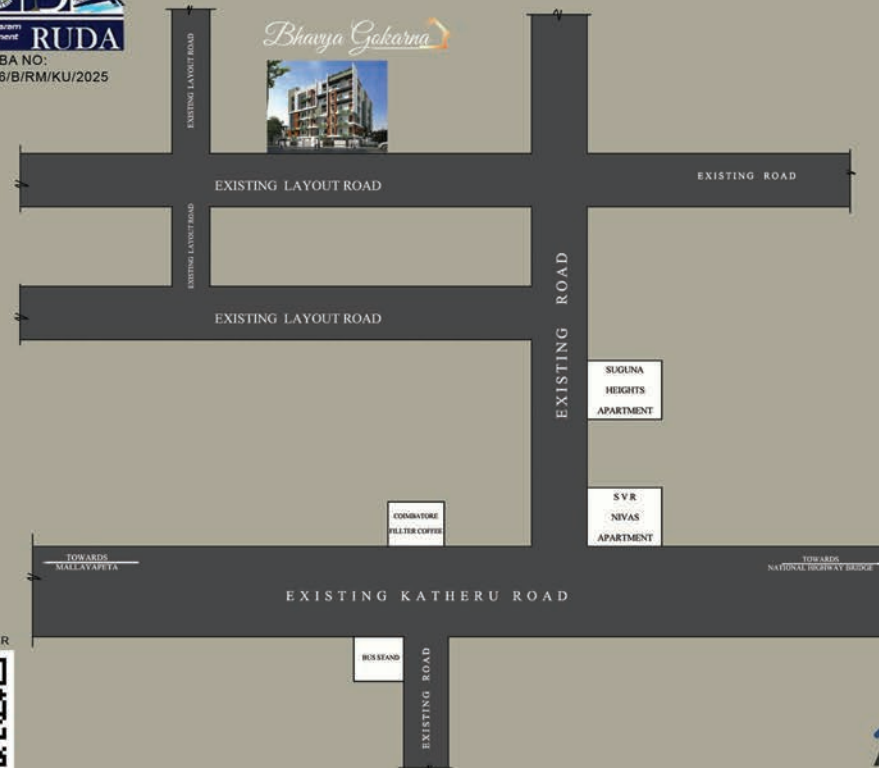 aram
ment RUDA
BA NO:
6/B/RM/KU/2025
Bhavya Gokarna
EXISTING LAYOUT ROAD
EXISTING LAYOUT ROAD
EXISTING ROAD
EXISTING LAYOUT ROAD
EXISTING LAYOUT ROAD
EXISTING ROAD
SUGUNA
HEIGHTS
APARTMENT
S V R
NIVAS
APARTMENT
COIMBATORE
FILLTER COFFEE
TOWARDS
MALLAYAPETA
TOWARDS
NATIONAL HIGHWAY BRIDGE
EXISTING KATHERU ROAD
R
BUS STAND
EXISTING ROAD